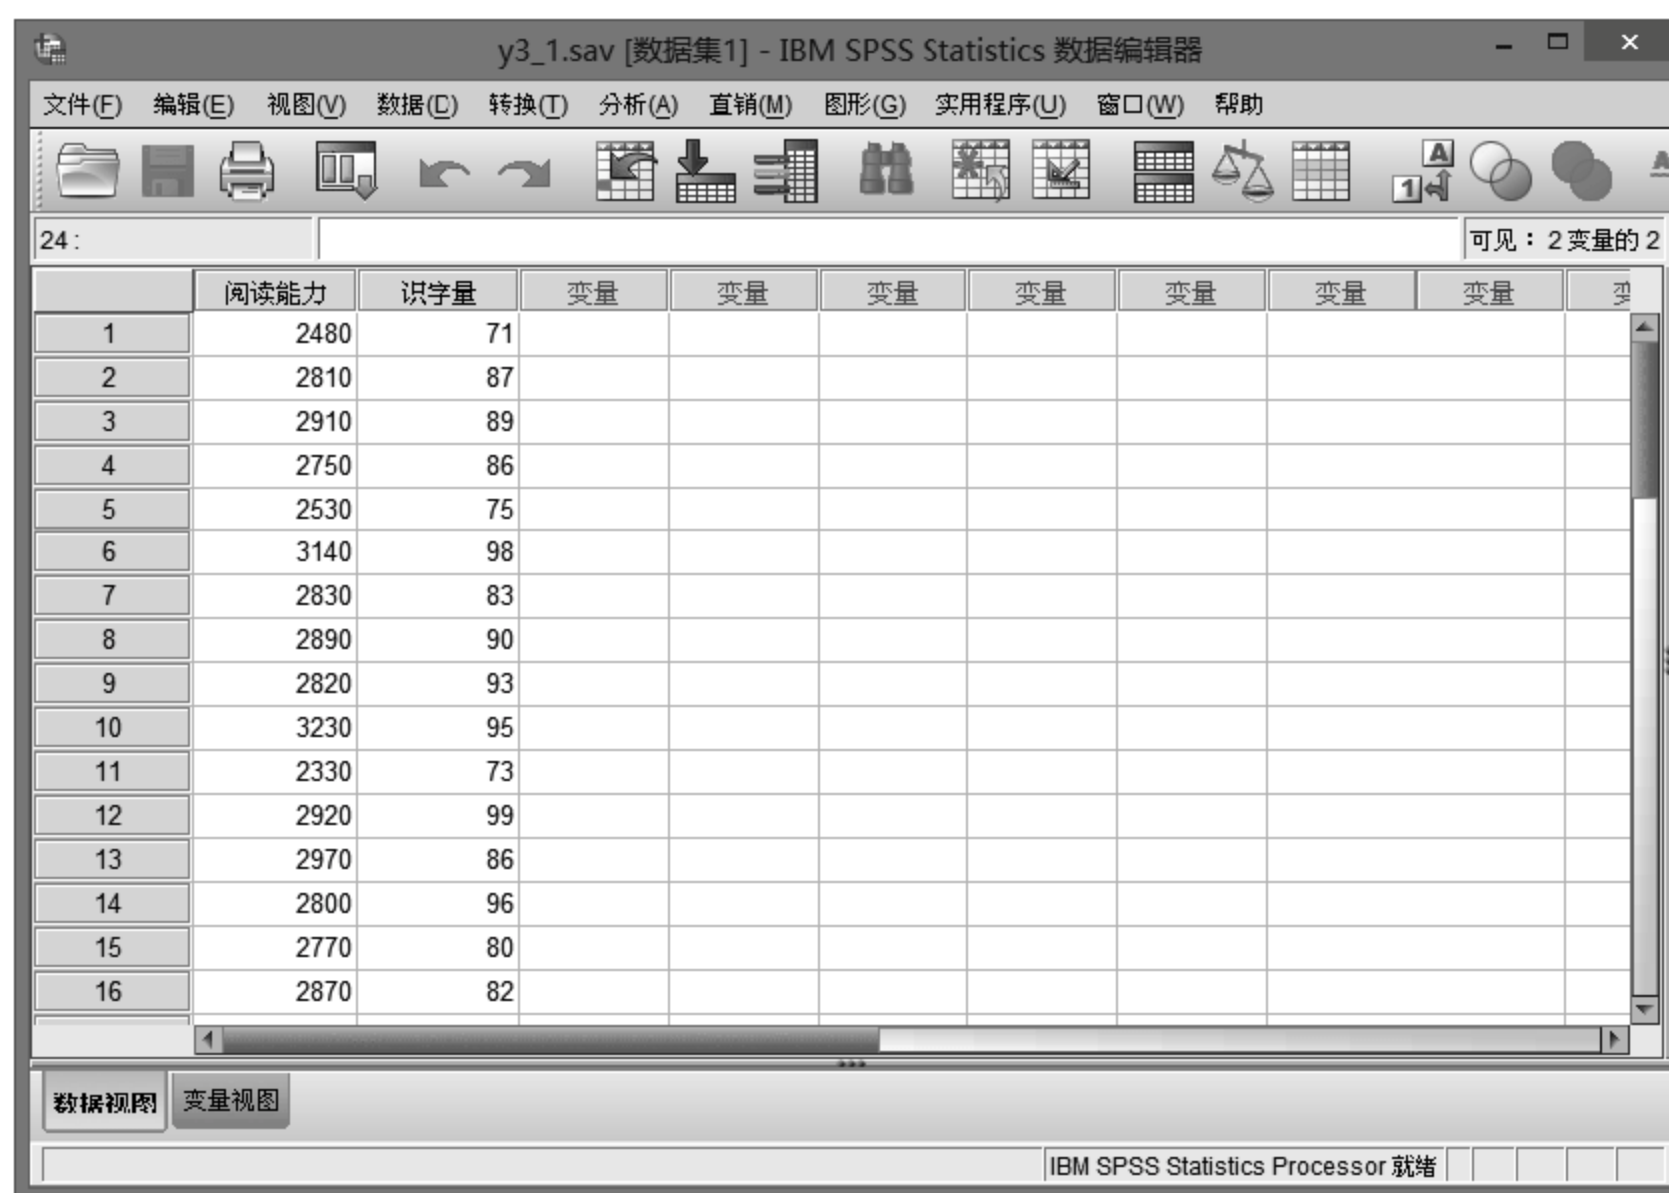 y3_1.sav [数据集1] - IBM SPSS Statistics 数据编辑器
文件(F) 编辑(E) 视图(V) 数据(D) 转换(T) 分析(A) 直销(M) 图形(G) 实用程序(U) 窗口(W) 帮助
24 :
可见： 2 变量的 2
阅读能力 识字量 变量 变量 变量 变量 变量 变量 变量
1 2480 71
2 2810 87
3 2910 89
4 2750 86
5 2530 75
6 3140 98
7 2830 83
8 2890 90
9 2820 93
10 3230 95
11 2330 73
12 2920 99
13 2970 86
14 2800 96
15 2770 80
16 2870 82
数据视图 变量视图
IBM SPSS Statistics Processor 就绪